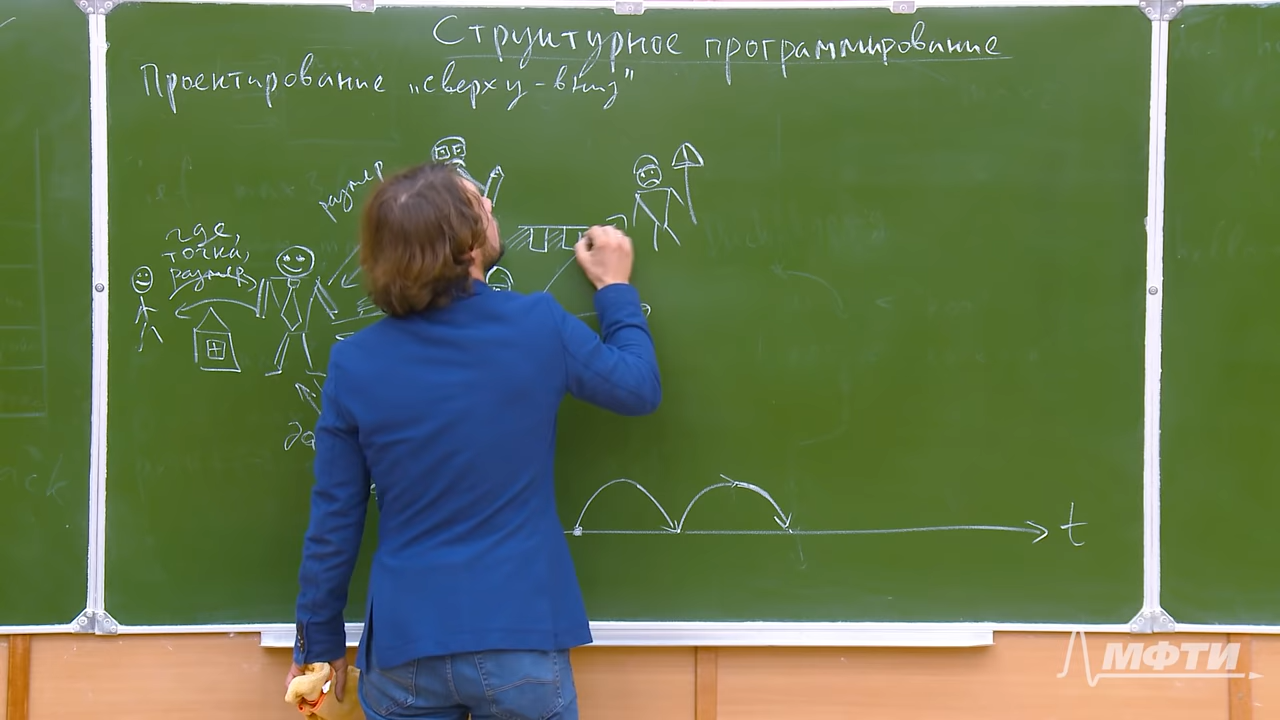 Структурное программирование
Проектирование „сверху-вниз"
размер
где,
точка,
размер
t
МФТИ